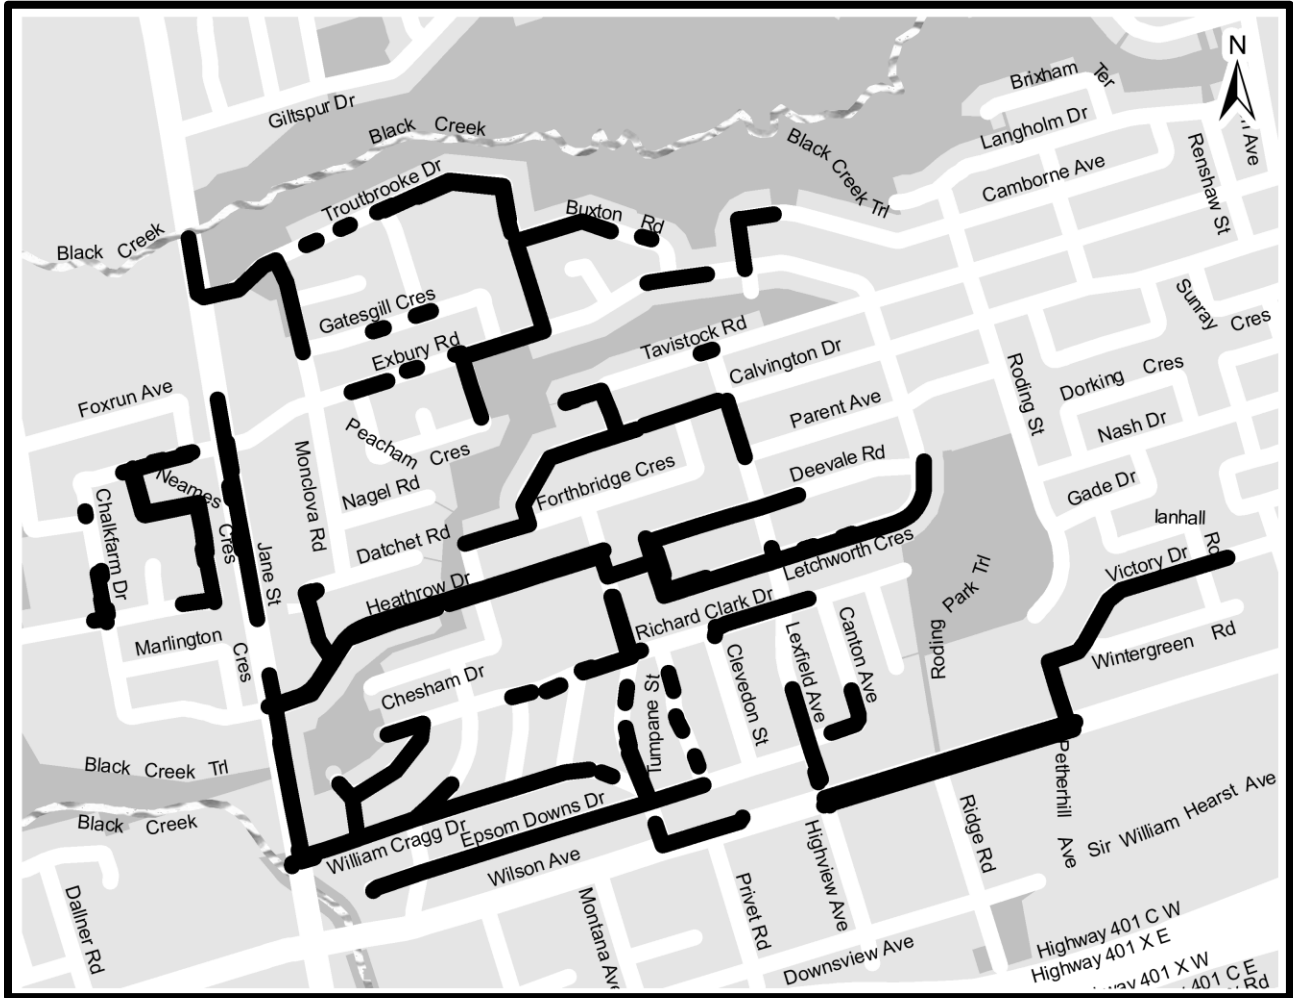 N
Brixham Ter
Giltspur Dr
Langholm Dr
Black Creek
Black Creek Trl
Renshaw St
Ave
Camborne Ave
Troutbrooke Dr
Buxton Rd
Black Creek
Gatesgill Cres
Sunray Cres
Exbury Rd
Tavistock Rd
Calvington Dr
Roding St
Dorking Cres
Foxrun Ave
Parent Ave
Nash Dr
Peacham Cres
Monclova Rd
Neames Cres
Deevale Rd
Forthbridge Cres
Nagel Rd
Gade Dr
Chalkfarm Dr
Datchet Rd
Ianhall Rd
Jane St
Letchworth Cres
Victory Dr
Heathrow Dr
Roding Park Trl
Richard Clark Dr
Marlington Cres
Lexfield Ave
Canton Ave
Wintergreen Rd
Clevedon St
Chesham Dr
Tumpane St
Black Creek Trl
Petherhill Ave
Black Creek
William Cragg Dr
Epsom Downs Dr
Sir William Hearst Ave
Ridge Rd
Highview Ave
Wilson Ave
Dallner Rd
Montana Ave
Privet Rd
Downsview Ave
Highway 401 C W
Highway 401 X E
401 X W
401 C E
Rd